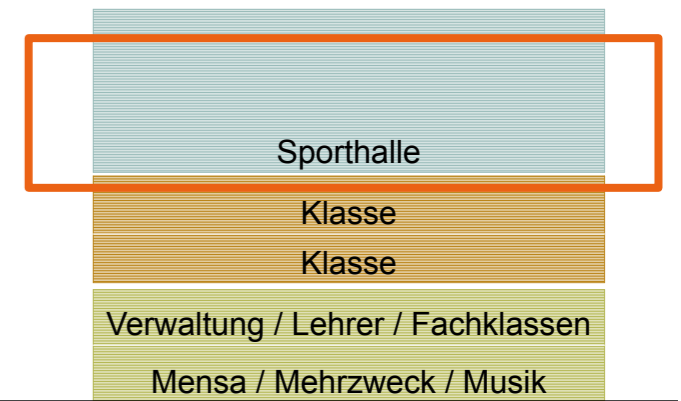 Sporthalle
Klasse
Klasse
Verwaltung / Lehrer / Fachklassen
Mensa / Mehrzweck / Musik